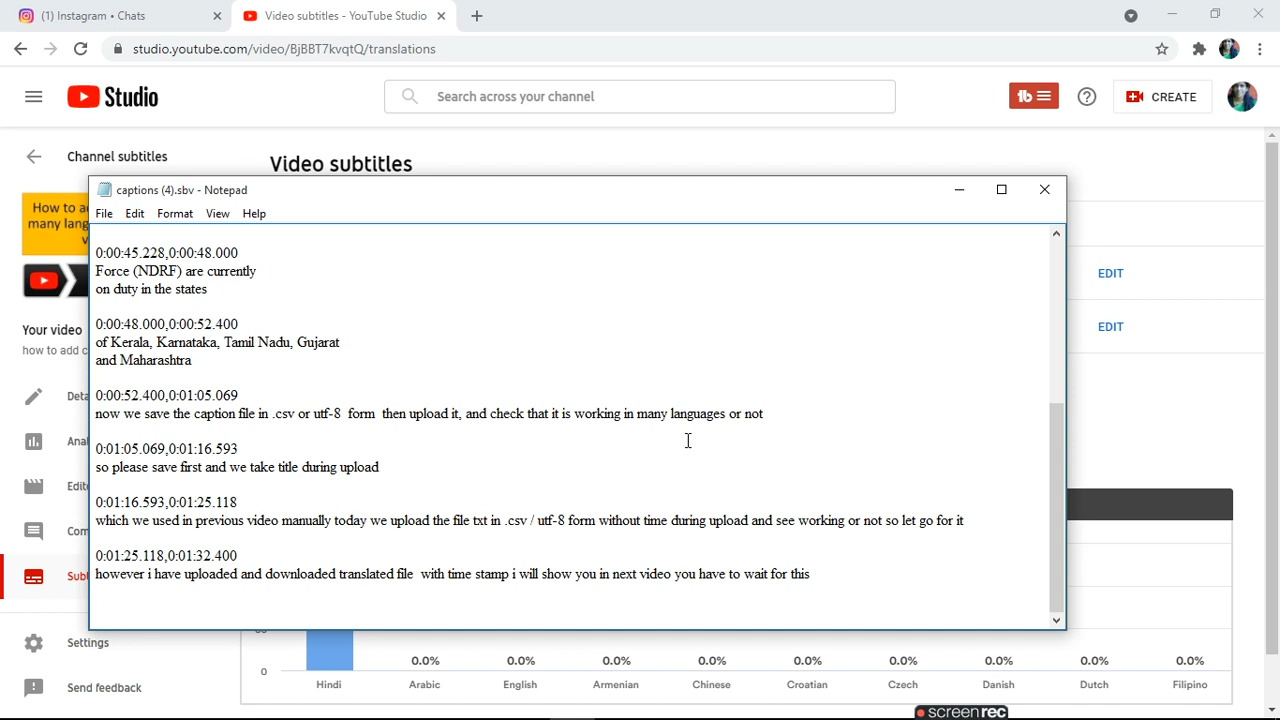 (1) Instagram • Chats
Video subtitles - YouTube Studio
studio.youtube.com/video/BjBBT7kvqtQ/translations
Studio
Search across your channel
CREATE
Channel subtitles
Video subtitles
How to a
many lang
v
captions (4).sbv - Notepad
File Edit Format View Help
0:00:45.228,0:00:48.000
Force (NDRF) are currently
on duty in the states
0:00:48.000,0:00:52.400
of Kerala, Karnataka, Tamil Nadu, Gujarat
and Maharashtra
0:00:52.400,0:01:05.069
now we save the caption file in .csv or utf-8 form then upload it, and check that it is working in many languages or not
0:01:05.069,0:01:16.593
so please save first and we take title during upload
0:01:16.593,0:01:25.118
which we used in previous video manually today we upload the file txt in .csv / utf-8 form without time during upload and see working or not so let go for it
0:01:25.118,0:01:32.400
however i have uploaded and downloaded translated file with time stamp i will show you in next video you have to wait for this
EDIT
EDIT
Your video
how to add c
Deta
Ana
Edit
Com
Subt
Settings
Send feedback
0
0.0% 0.0% 0.0% 0.0% 0.0% 0.0% 0.0% 0.0% 0.0%
Hindi Arabic English Armenian Chinese Croatian Czech Danish Dutch Filipino
screenrec